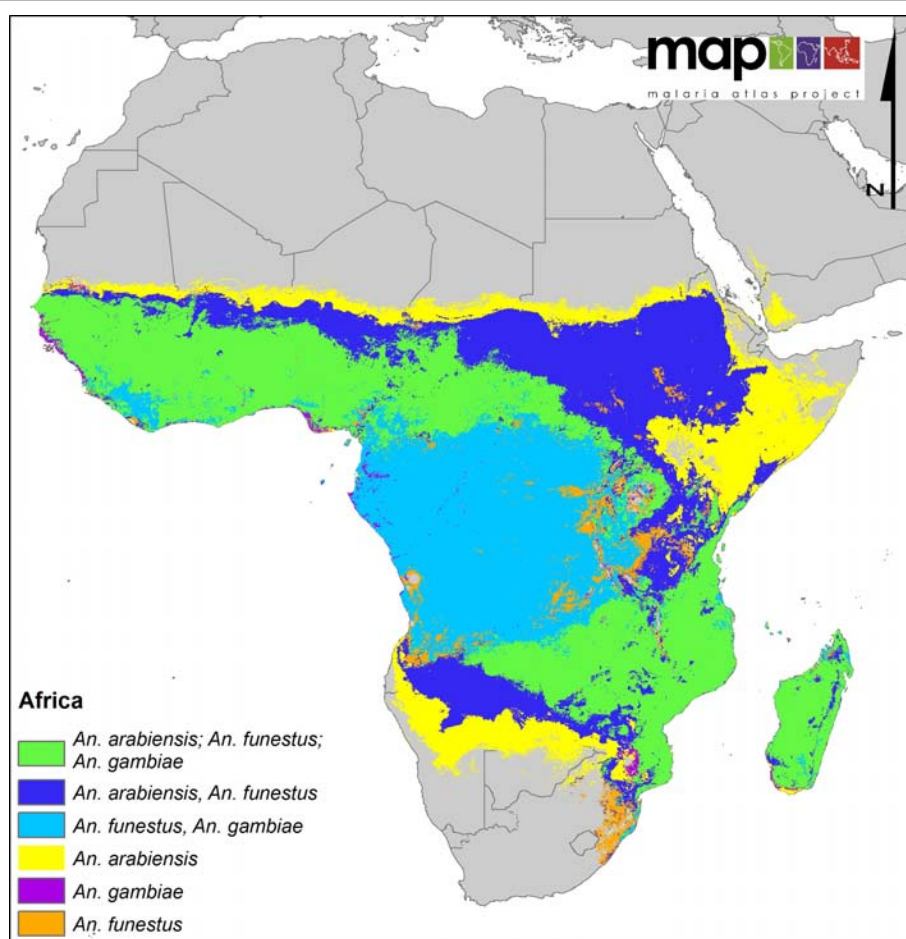 map
malaria atlas project
N
Africa
An. arabiensis; An. funestus;
An. gambiae
An. arabiensis, An. funestus
An. funestus, An. gambiae
An. arabiensis
An. gambiae
An. funestus